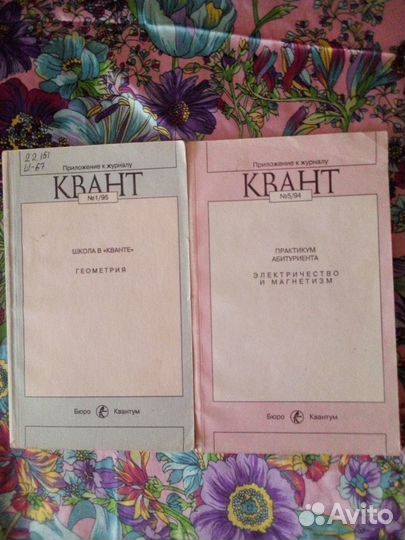 22.151
Ш-67
Приложение к журналу
КВАНТ
№1/95
ШКОЛА В «КВАНТЕ»
ГЕОМЕТРИЯ
Бюро Квантум
Приложение к журналу
КВАНТ
№5/94
ПРАКТИКУМ
АБИТУРИЕНТА
ЭЛЕКТРИЧЕСТВО
И МАГНЕТИЗМ
Бюро Квантум
Avito